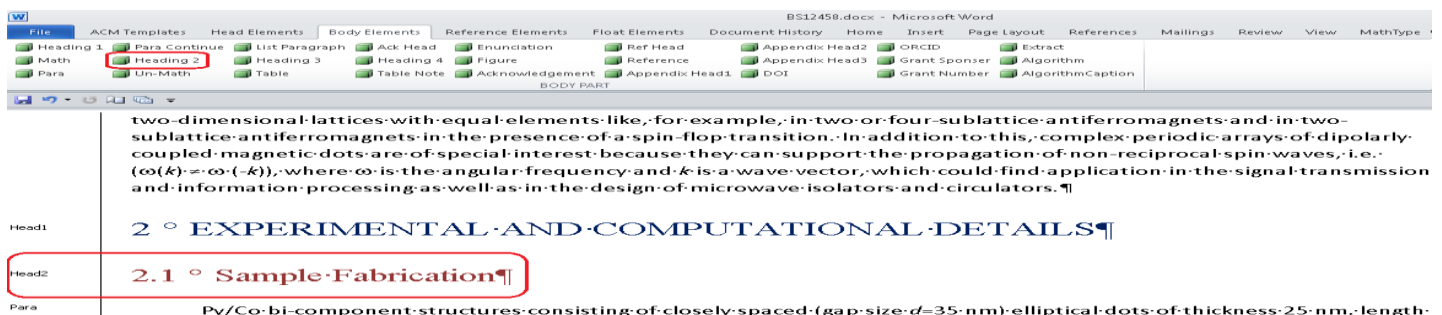 W BS12458.docx - Microsoft Word
File ACM Templates Head Elements Body Elements Reference Elements Float Elements Document History Home Insert Page Layout References Mailings Review View MathType
Heading 1 Para Continue List Paragraph Ack Head Enunciation Ref Head Appendix Head2 ORCID Extract
Math Heading 2 Heading 3 Heading 4 Figure Reference Appendix Head3 Grant Sponser Algorithm
Para Un-Math Table Table Note Acknowledgement Appendix Head1 DOI Grant Number AlgorithmCaption
BODY PART
two-dimensional·lattices·with·equal·elements·like,·for·example,·in·two·or·four-sublattice·antiferromagnets·and·in·two-
sublattice·antiferromagnets·in·the·presence·of·a·spin-flop·transition.·In·addition·to·this,·complex·periodic·arrays·of·dipolarly·
coupled·magnetic·dots·are·of·special·interest·because·they·can·support·the·propagation·of·non-reciprocal·spin·waves,·i.e.·
(ω(k)·≠·ω·(-k)),·where·ω·is·the·angular·frequency·and·k·is·a·wave·vector,·which·could·find·application·in·the·signal·transmission
and·information·processing·as·well·as·in·the·design·of·microwave·isolators·and·circulators.¶
Head1 2 ° EXPERIMENTAL·AND·COMPUTATIONAL·DETAILS¶
Head2 2.1 ° Sample·Fabrication¶
Para Py/Co·bi-component·structures·consisting·of·closely·spaced·(gap·size·d=35·nm)·elliptical·dots·of·thickness·25·nm,·length·